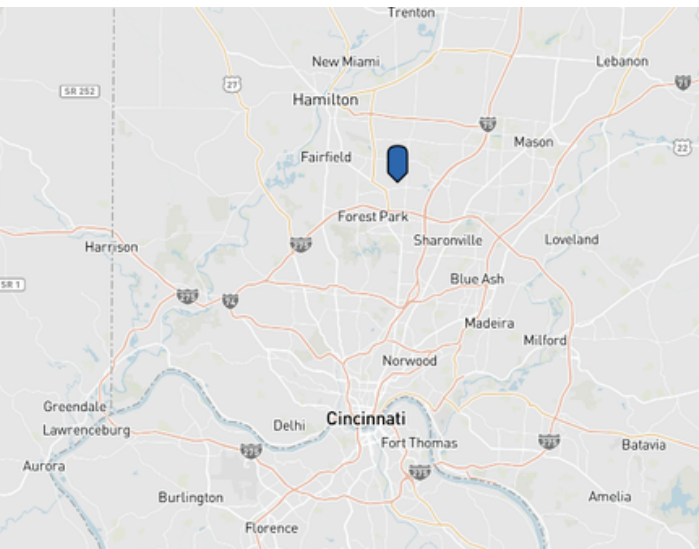 Trenton
New Miami
Lebanon
27
71
SR 252
Hamilton
75
Mason
22
Fairfield
Forest Park
Sharonville
Loveland
Harrison
275
Blue Ash
SR 1
275
74
Madeira
Milford
Norwood
Greendale
Cincinnati
Delhi
Lawrenceburg
Fort Thomas
275
Batavia
275
Aurora
275
Burlington
Amelia
Florence